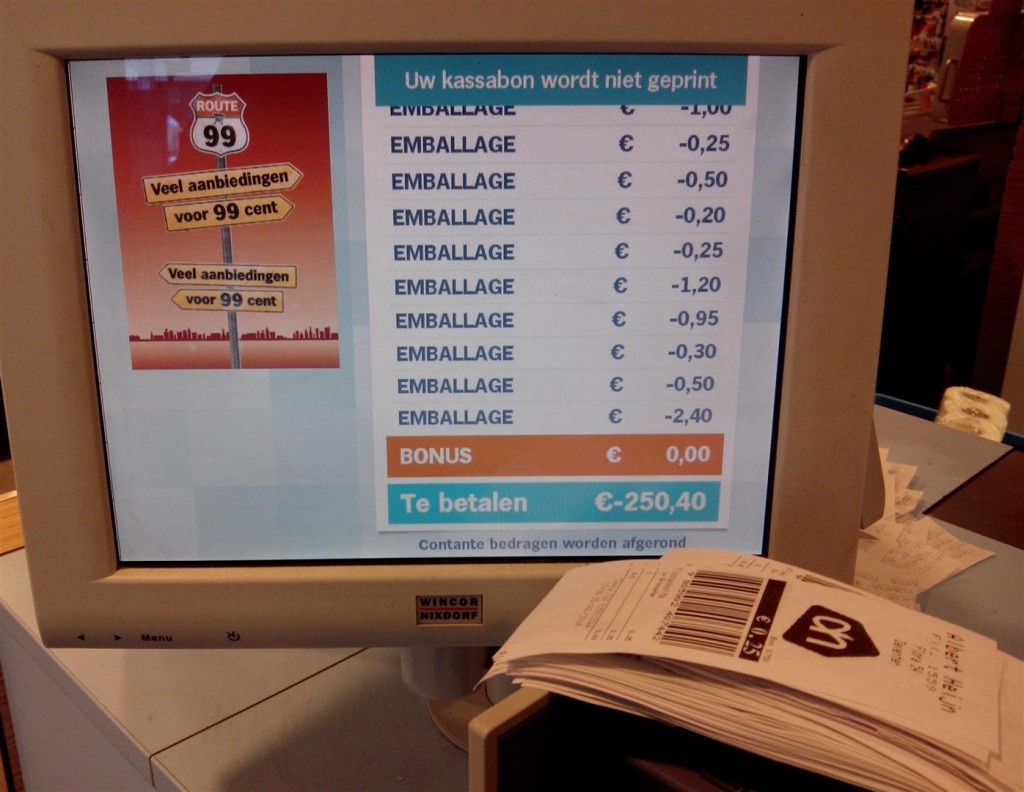 Uw kassabon wordt niet geprint
EMBALLAGE € -1,00
EMBALLAGE € -0,25
EMBALLAGE € -0,50
EMBALLAGE € -0,20
EMBALLAGE € -0,25
EMBALLAGE € -1,20
EMBALLAGE € -0,95
EMBALLAGE € -0,30
EMBALLAGE € -0,50
EMBALLAGE € -2,40
BONUS € 0,00
Te betalen €-250,40
Contante bedragen worden afgerond
ROUTE
99
Veel aanbiedingen
voor 99 cent
Veel aanbiedingen
voor 99 cent
WINCOR
NIXDORF
Menu
Albert Heijn
€ 0,25